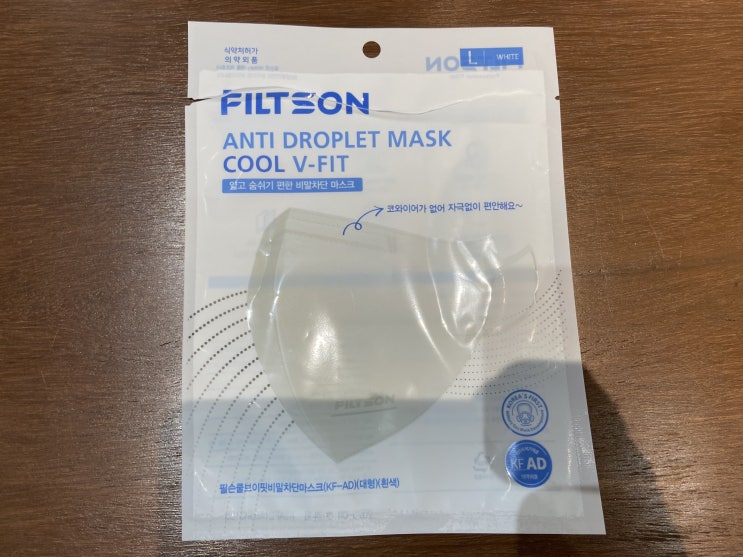 식약처허가
의약외품
L WHITE
FILTSON
ANTI DROPLET MASK
COOL V-FIT
얇고 숨쉬기 편한 비말차단 마스크
코와이어가 없어 자극없이 편안해요~
FILTSON
KOREA'S FIRST
KF AD
필슨쿨브이핏비말차단마스크(KF-AD)(대형)(흰색)